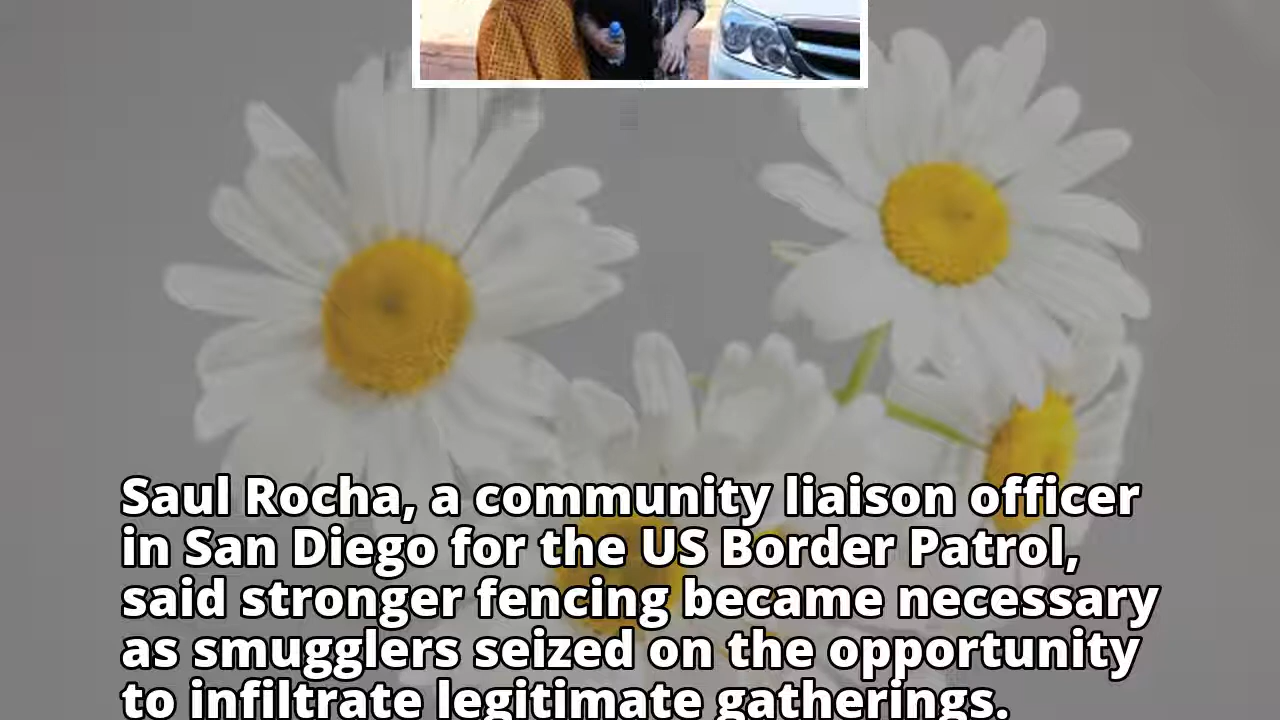 Saul Rocha, a community liaison officer
in San Diego for the US Border Patrol,
said stronger fencing became necessary
as smugglers seized on the opportunity
to infiltrate legitimate gatherings.